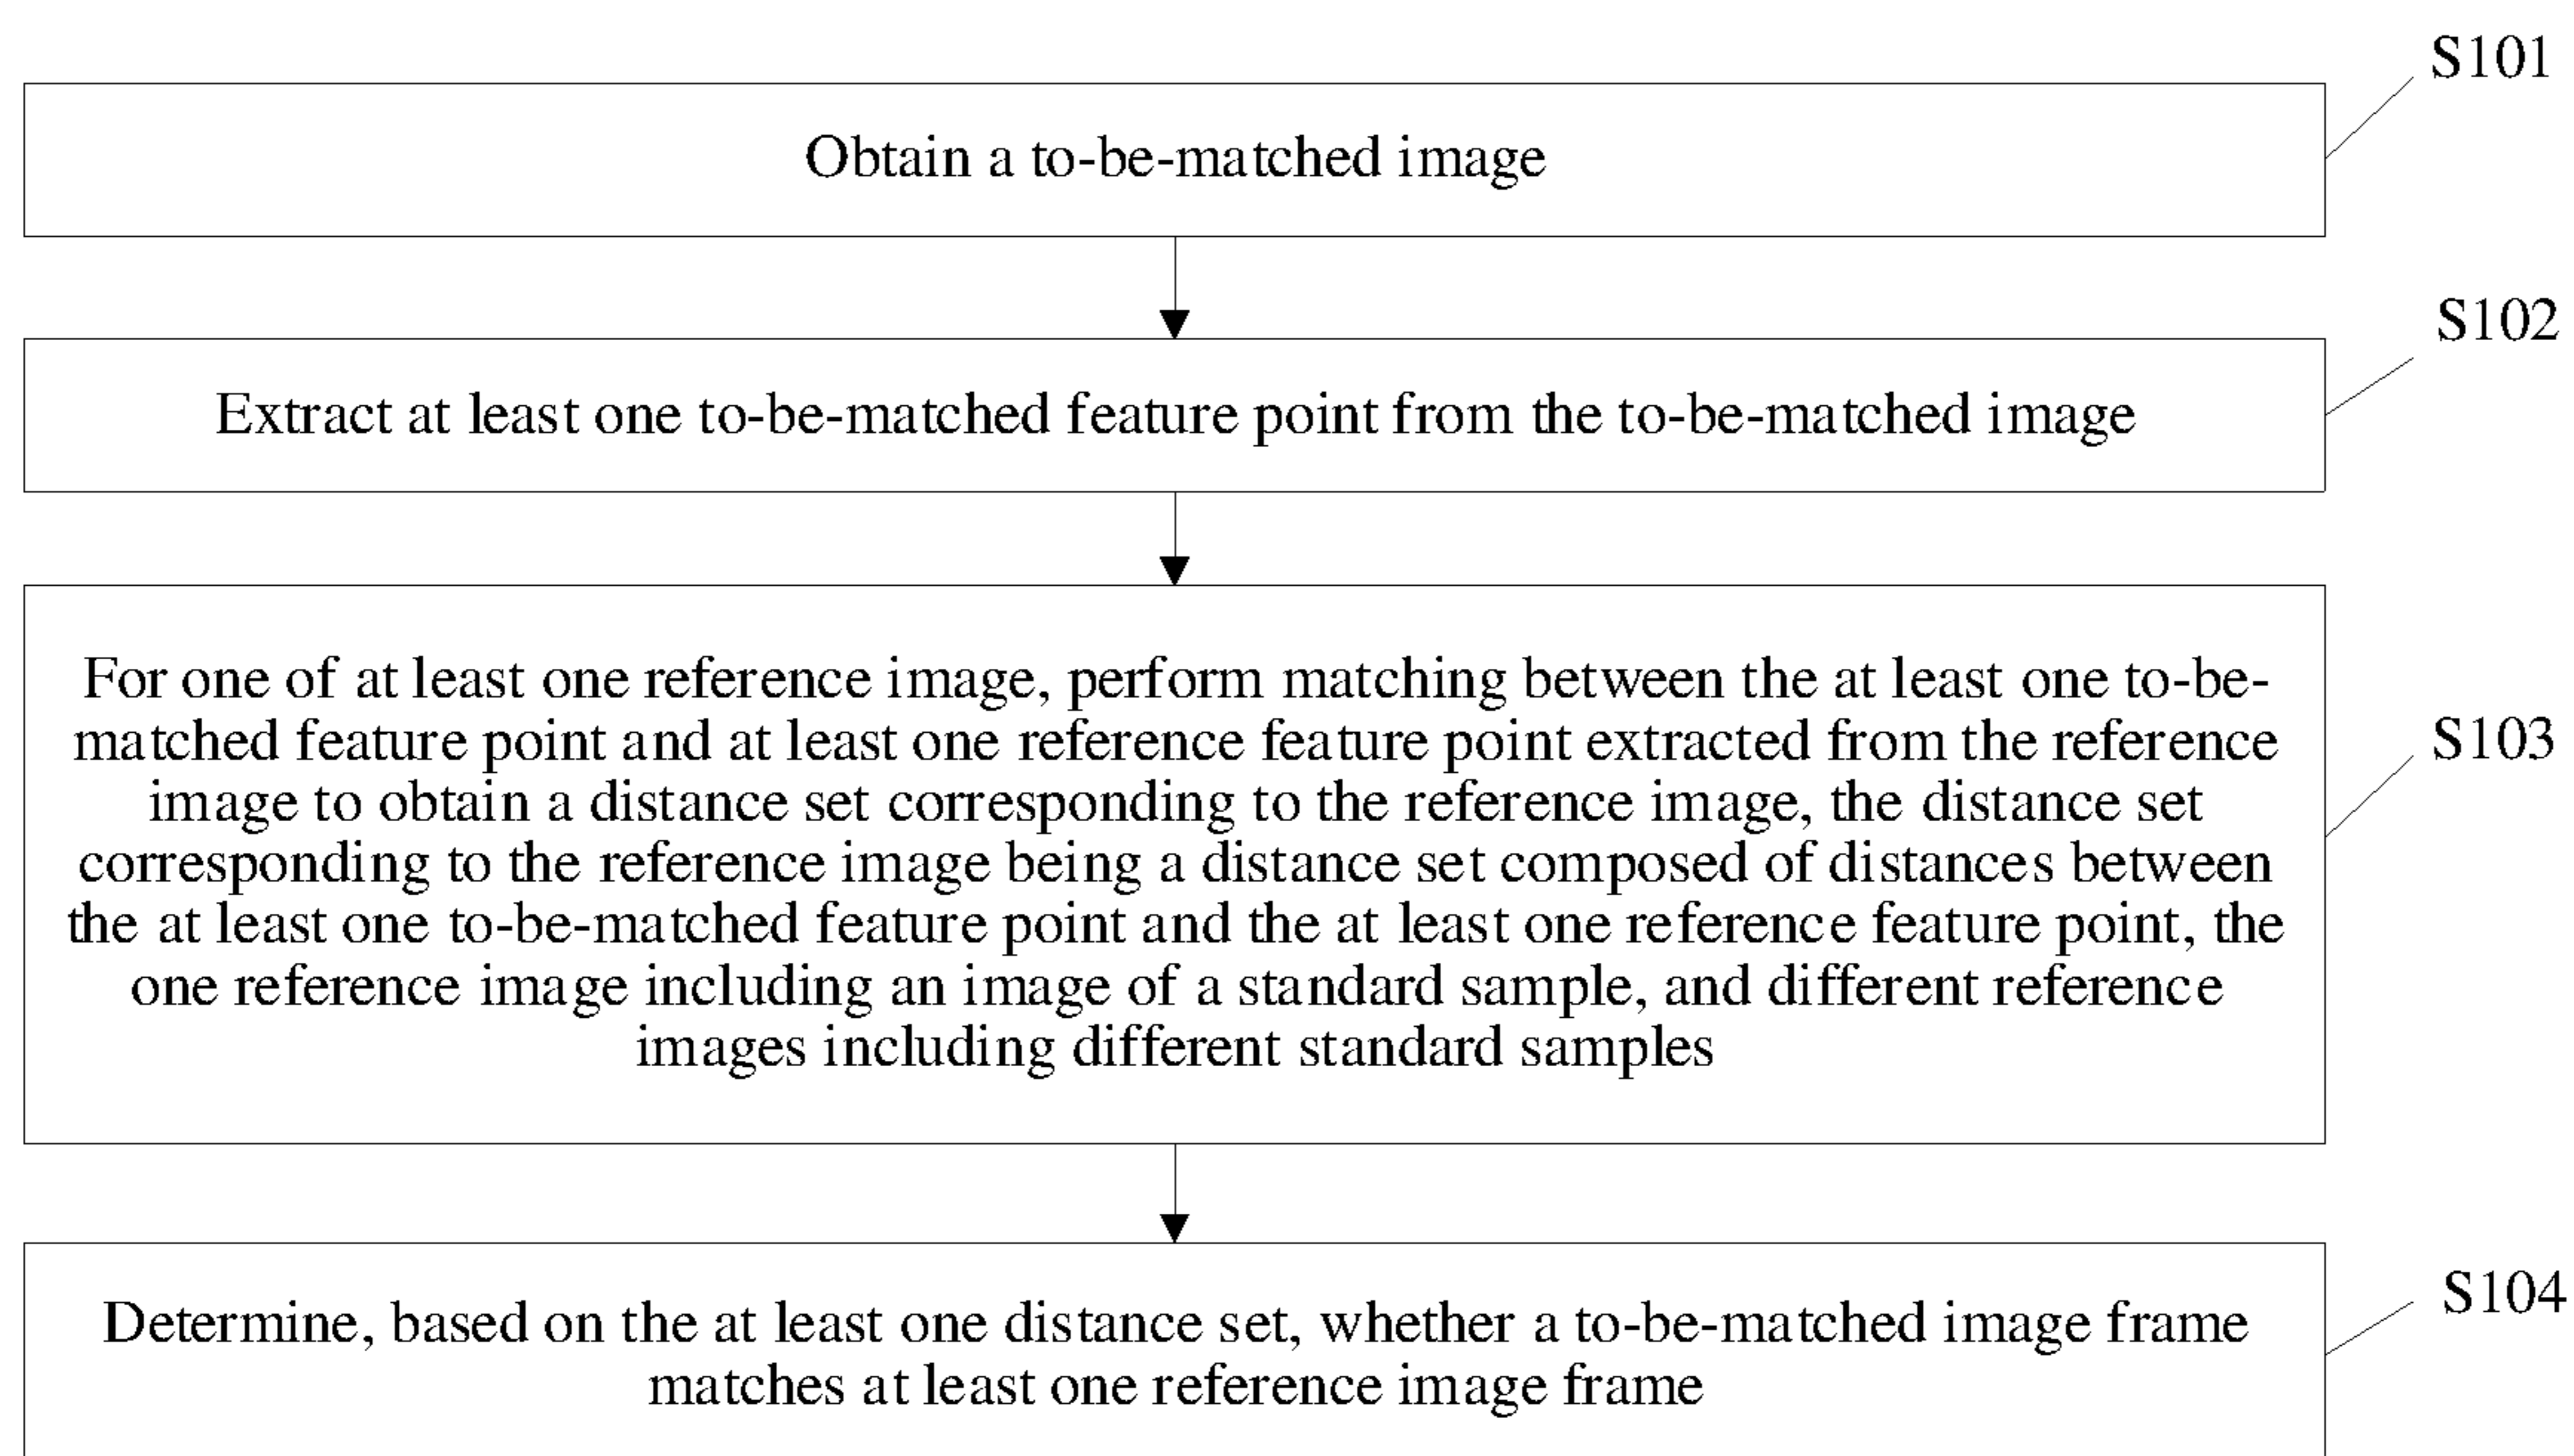 S101
Obtain a to-be-matched image
S102
Extract at least one to-be-matched feature point from the to-be-matched image
For one of at least one reference image, perform matching between the at least one to-be-
matched feature point and at least one reference feature point extracted from the reference
image to obtain a distance set corresponding to the reference image, the distance set
corresponding to the reference image being a distance set composed of distances between
the at least one to-be-matched feature point and the at least one reference feature point, the
one reference image including an image of a standard sample, and different reference
images including different standard samples
S103
Determine, based on the at least one distance set, whether a to-be-matched image frame
matches at least one reference image frame
S104